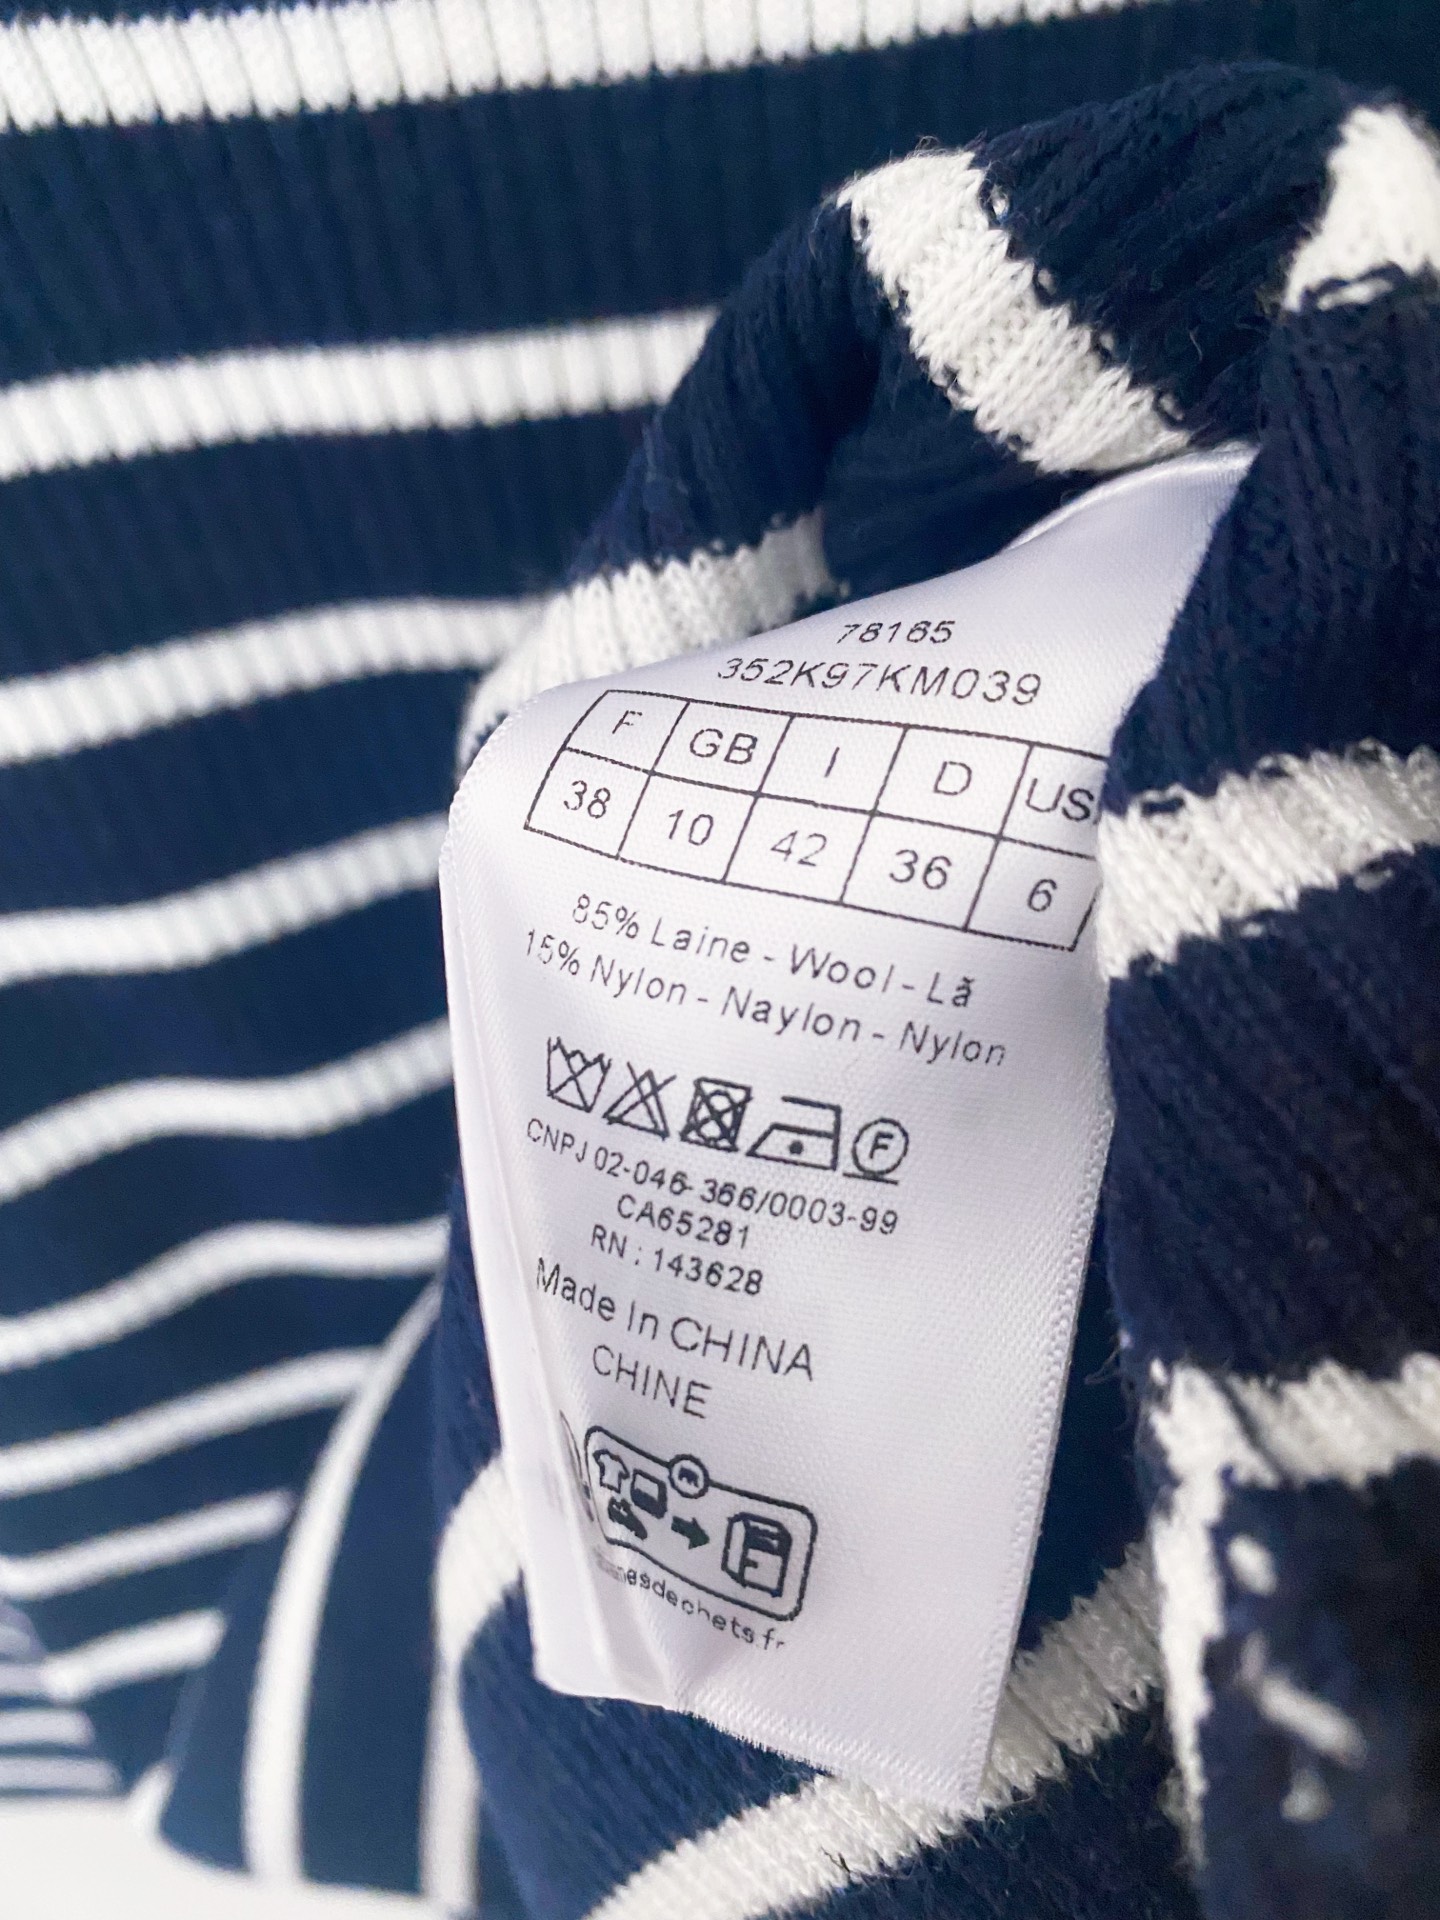 78165
352K97KM039
F GB I D US
38 10 42 36 6
85% Laine - Wool - Lã
15% Nylon - Naylon - Nylon
F
CNPJ 02-046-366/0003-99
CA65281
RN : 143628
Made In CHINA
CHINE